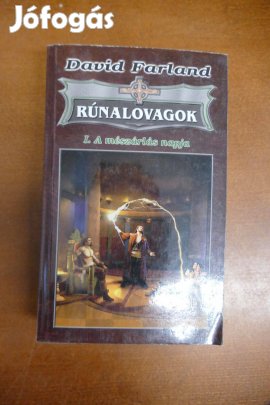 Jófogás
David Farland
RÚNALOVAGOK
I. A mészárlás napja